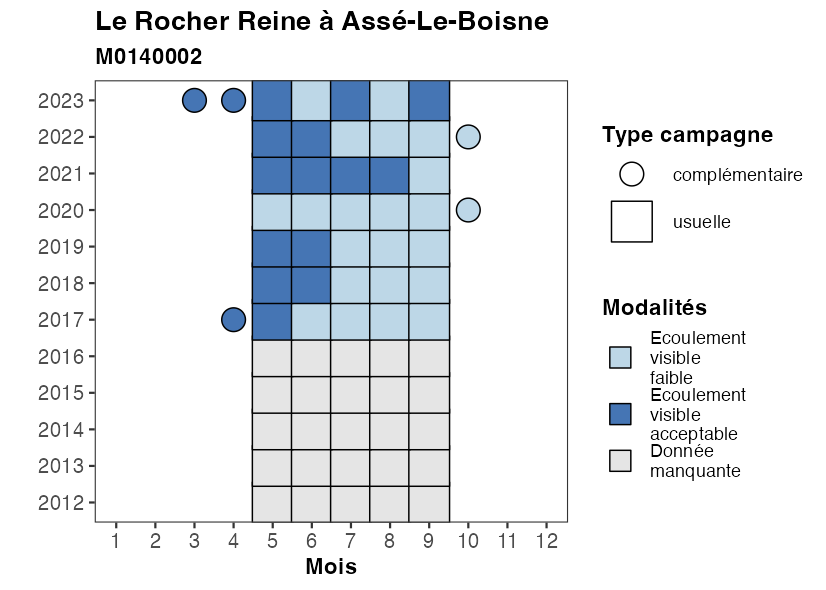 Le Rocher Reine à Assé-Le-Boisne
M0140002
2023
2022
2021
2020
2019
2018
2017
2016
2015
2014
2013
2012
1 2 3 4 5 6 7 8 9 10 11 12
Mois
Type campagne
complémentaire
usuelle
Modalités
Ecoulement
visible
faible
Ecoulement
visible
acceptable
Donnée
manquante